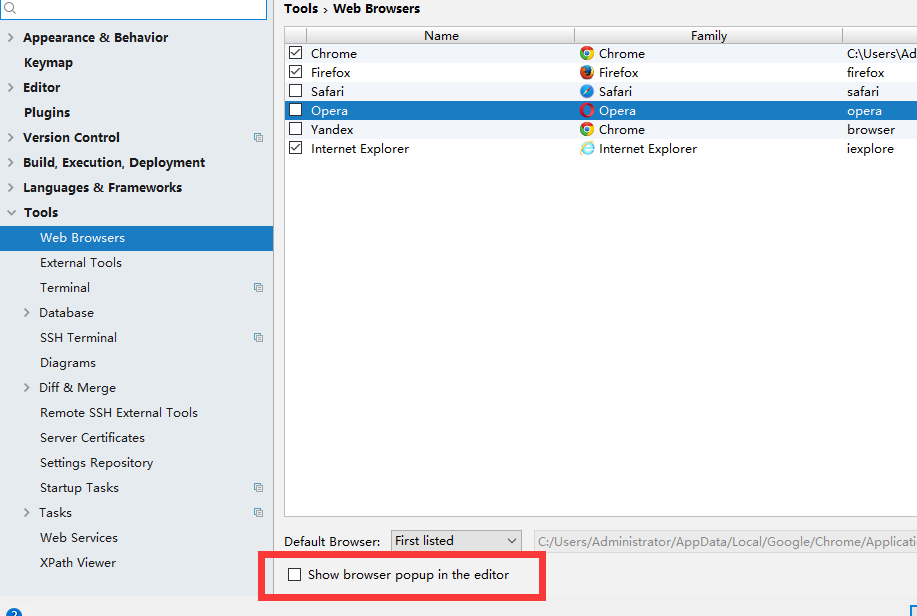 Tools › Web Browsers
Appearance & Behavior
Keymap
Editor
Plugins
Version Control
Build, Execution, Deployment
Languages & Frameworks
Tools
Web Browsers
External Tools
Terminal
Database
SSH Terminal
Diagrams
Diff & Merge
Remote SSH External Tools
Server Certificates
Settings Repository
Startup Tasks
Tasks
Web Services
XPath Viewer
?
Name Family
Chrome Chrome C:\Users\Ad
Firefox Firefox firefox
Safari Safari safari
Opera Opera opera
Yandex Chrome browser
Internet Explorer Internet Explorer iexplore
Default Browser: First listed C:/Users/Administrator/AppData/Local/Google/Chrome/Applicati
Show browser popup in the editor